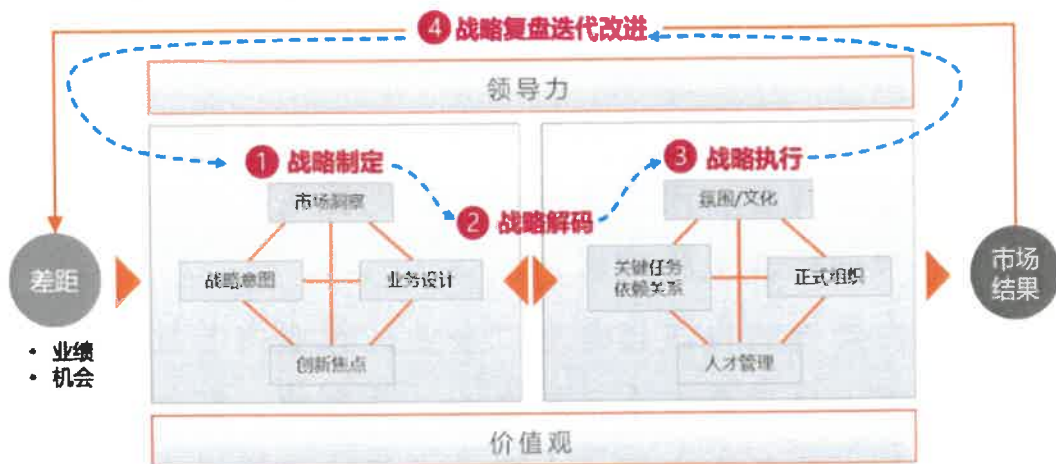 4 战略复盘迭代改进
领导力
1 战略制定
3 战略执行
市场洞察
氛围/文化
2 战略解码
差距
战略意图
业务设计
关键任务
依赖关系
正式组织
市场
结果
• 业绩
• 机会
创新焦点
人才管理
价值观